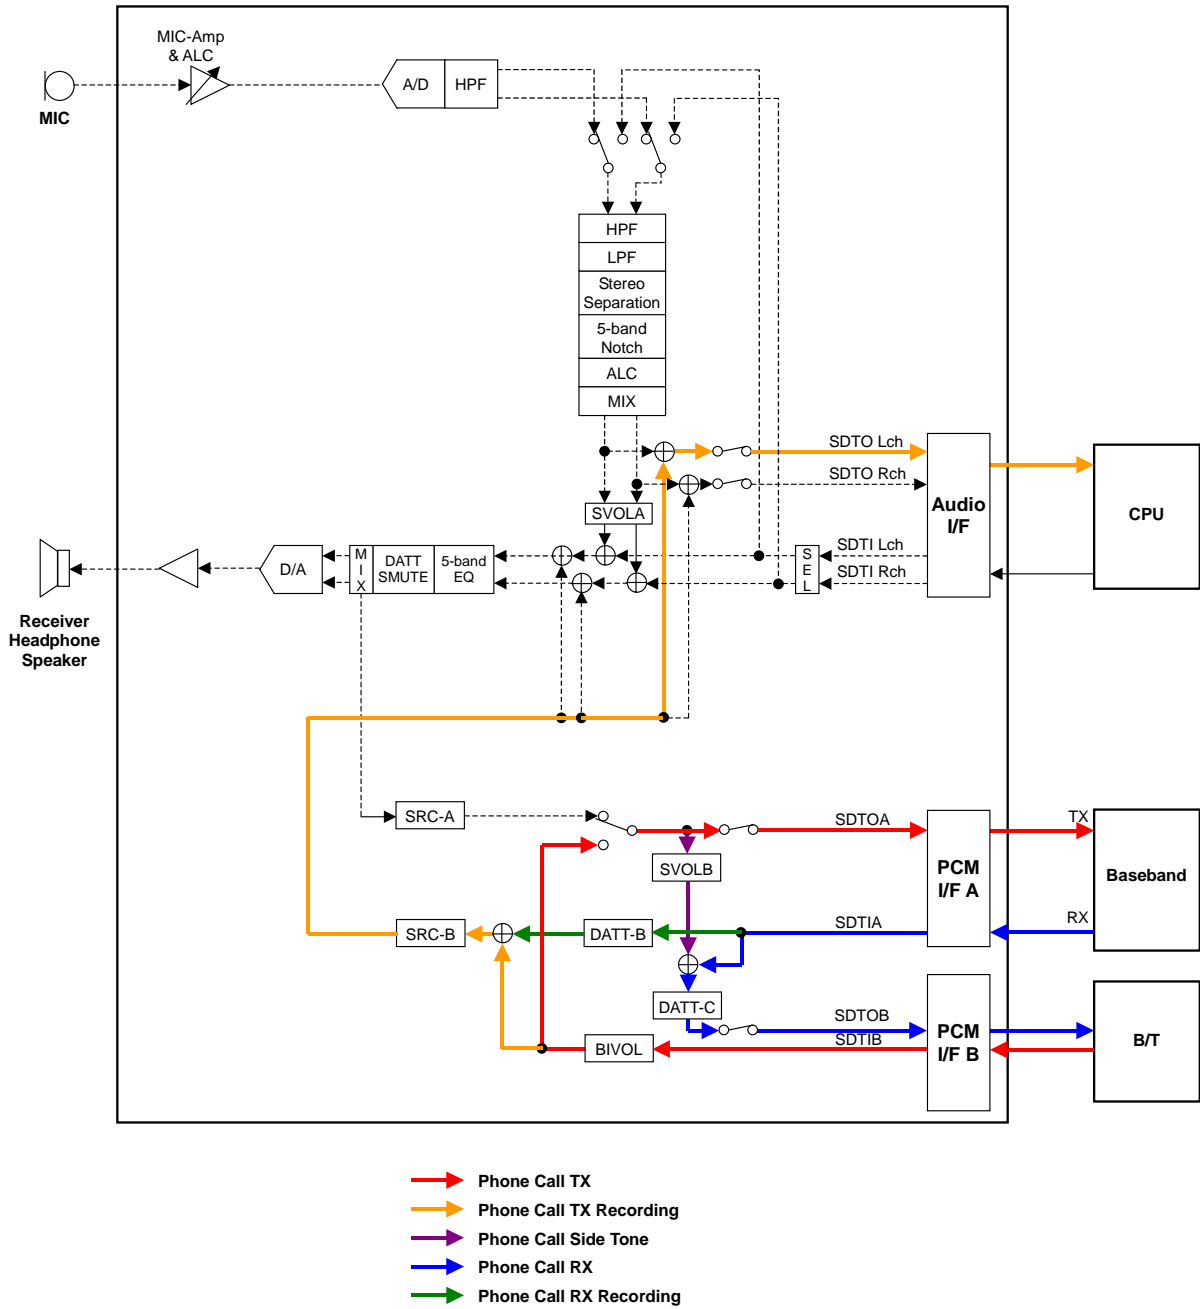 MIC-Amp
& ALC
A/D
HPF
MIC
HPF
LPF
Stereo
Separation
5-band
Notch
ALC
MIX
SDTO Lch
SDTO Rch
SVOLA
Audio
I/F
CPU
SDTI Lch
SDTI Rch
SEL
D/A
MIX
DATT
SMUTE
5-band
EQ
Receiver
Headphone
Speaker
SRC-A
SDTOA
TX
SVOLB
PCM
I/F A
Baseband
SRC-B
DATT-B
SDTIA
RX
DATT-C
SDTOB
BIVOL
SDTIB
PCM
I/F B
B/T
Phone Call TX
Phone Call TX Recording
Phone Call Side Tone
Phone Call RX
Phone Call RX Recording